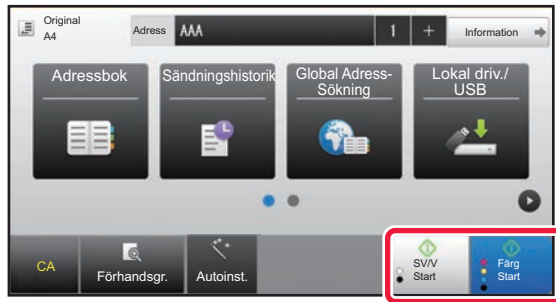 Original
A4
Adress AAA 1 + Information
Adressbok
Sändningshistorik
Global Adress-
Sökning
Lokal driv./
USB
CA
Förhandsgr.
Autoinst.
SV/V
Start
Färg
Start